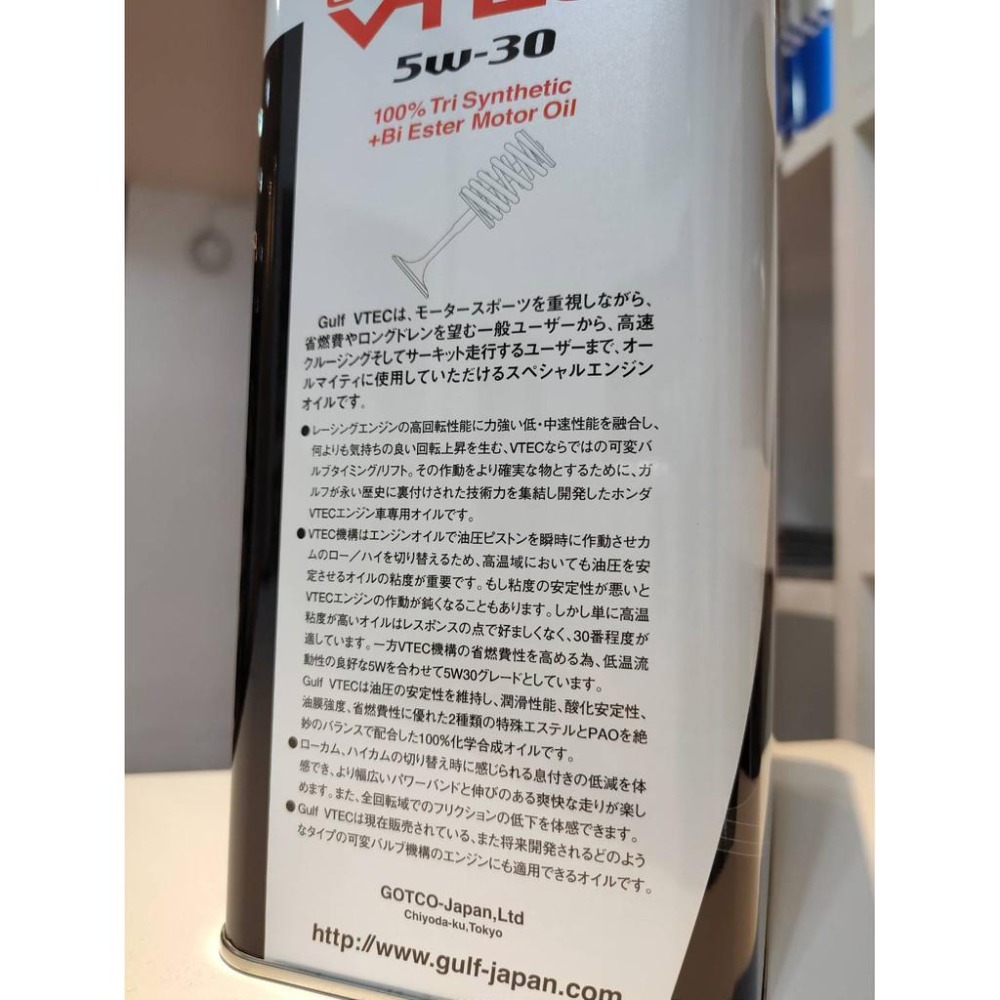 VTEC
5w-30
100% Tri Synthetic
+Bi Ester Motor Oil
Gulf VTECは、モータースポーツを重視しながら、
省燃費やロングドレンを望む一般ユーザーから、高速
クルージングそしてサーキット走行するユーザーまで、オー
ルマイティに使用していただけるスペシャルエンジン
オイルです。
●レーシングエンジンの高回転性能に力強い低・中速性能を融合し、
何よりも気持ちの良い回転上昇を生む、VTECならではの可変バ
ルブタイミング/リフト。その作動をより確実な物とするために、ガ
ルフが永い歴史に裏付けされた技術力を集結し開発したホンダ
VTECエンジン車専用オイルです。
●VTEC機構はエンジンオイルで油圧ピストンを瞬時に作動させカ
ムのロー/ハイを切り替えるため、高温域においても油圧を安
定させるオイルの粘度が重要です。もし粘度の安定性が悪いと
VTECエンジンの作動が鈍くなることもあります。しかし単に高温
粘度が高いオイルはレスポンスの点で好ましくなく、30番程度が
適しています。一方VTEC機構の省燃費性を高める為、低温流
動性の良好な5Wを合わせて5W30グレードとしています。
Gulf VTECは油圧の安定性を維持し、潤滑性能、酸化安定性、
油膜強度、省燃費性に優れた2種類の特殊エステルとPAOを絶
妙のバランスで配合した100%化学合成オイルです。
●ローカム、ハイカムの切り替え時に感じられる息付きの低減を体
感でき、より幅広いパワーバンドと伸びのある爽快な走りが楽し
めます。また、全回転域でのフリクションの低下を体感できます。
●Gulf VTECは現在販売されている、また将来開発されるどのよう
なタイプの可変バルブ機構のエンジンにも適用できるオイルです。
GOTCO-Japan,Ltd
Chiyoda-ku,Tokyo
http://www.gulf-japan.com